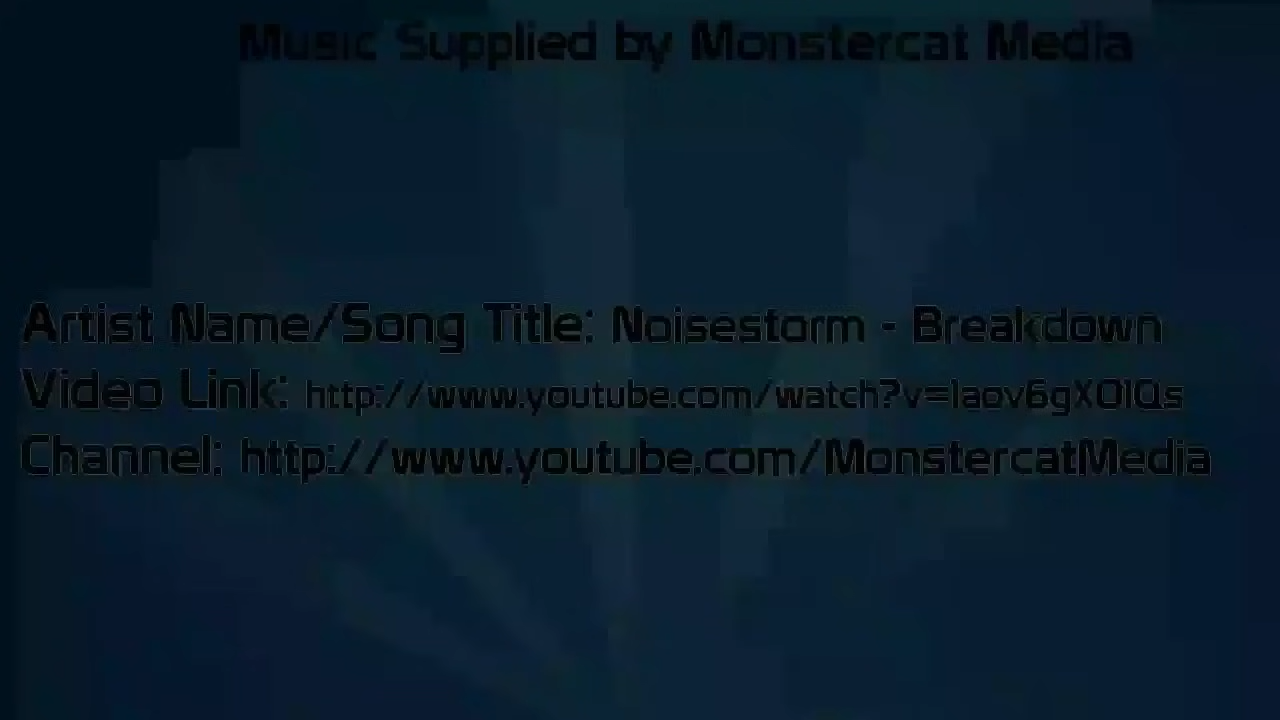 Music Supplied by Monstercat Media
Artist Name/Song Title: Noisestorm - Breakdown
Video Link: http://www.youtube.com/watch?v=laov6gXO1Qs
Channel: http://www.youtube.com/MonstercatMedia